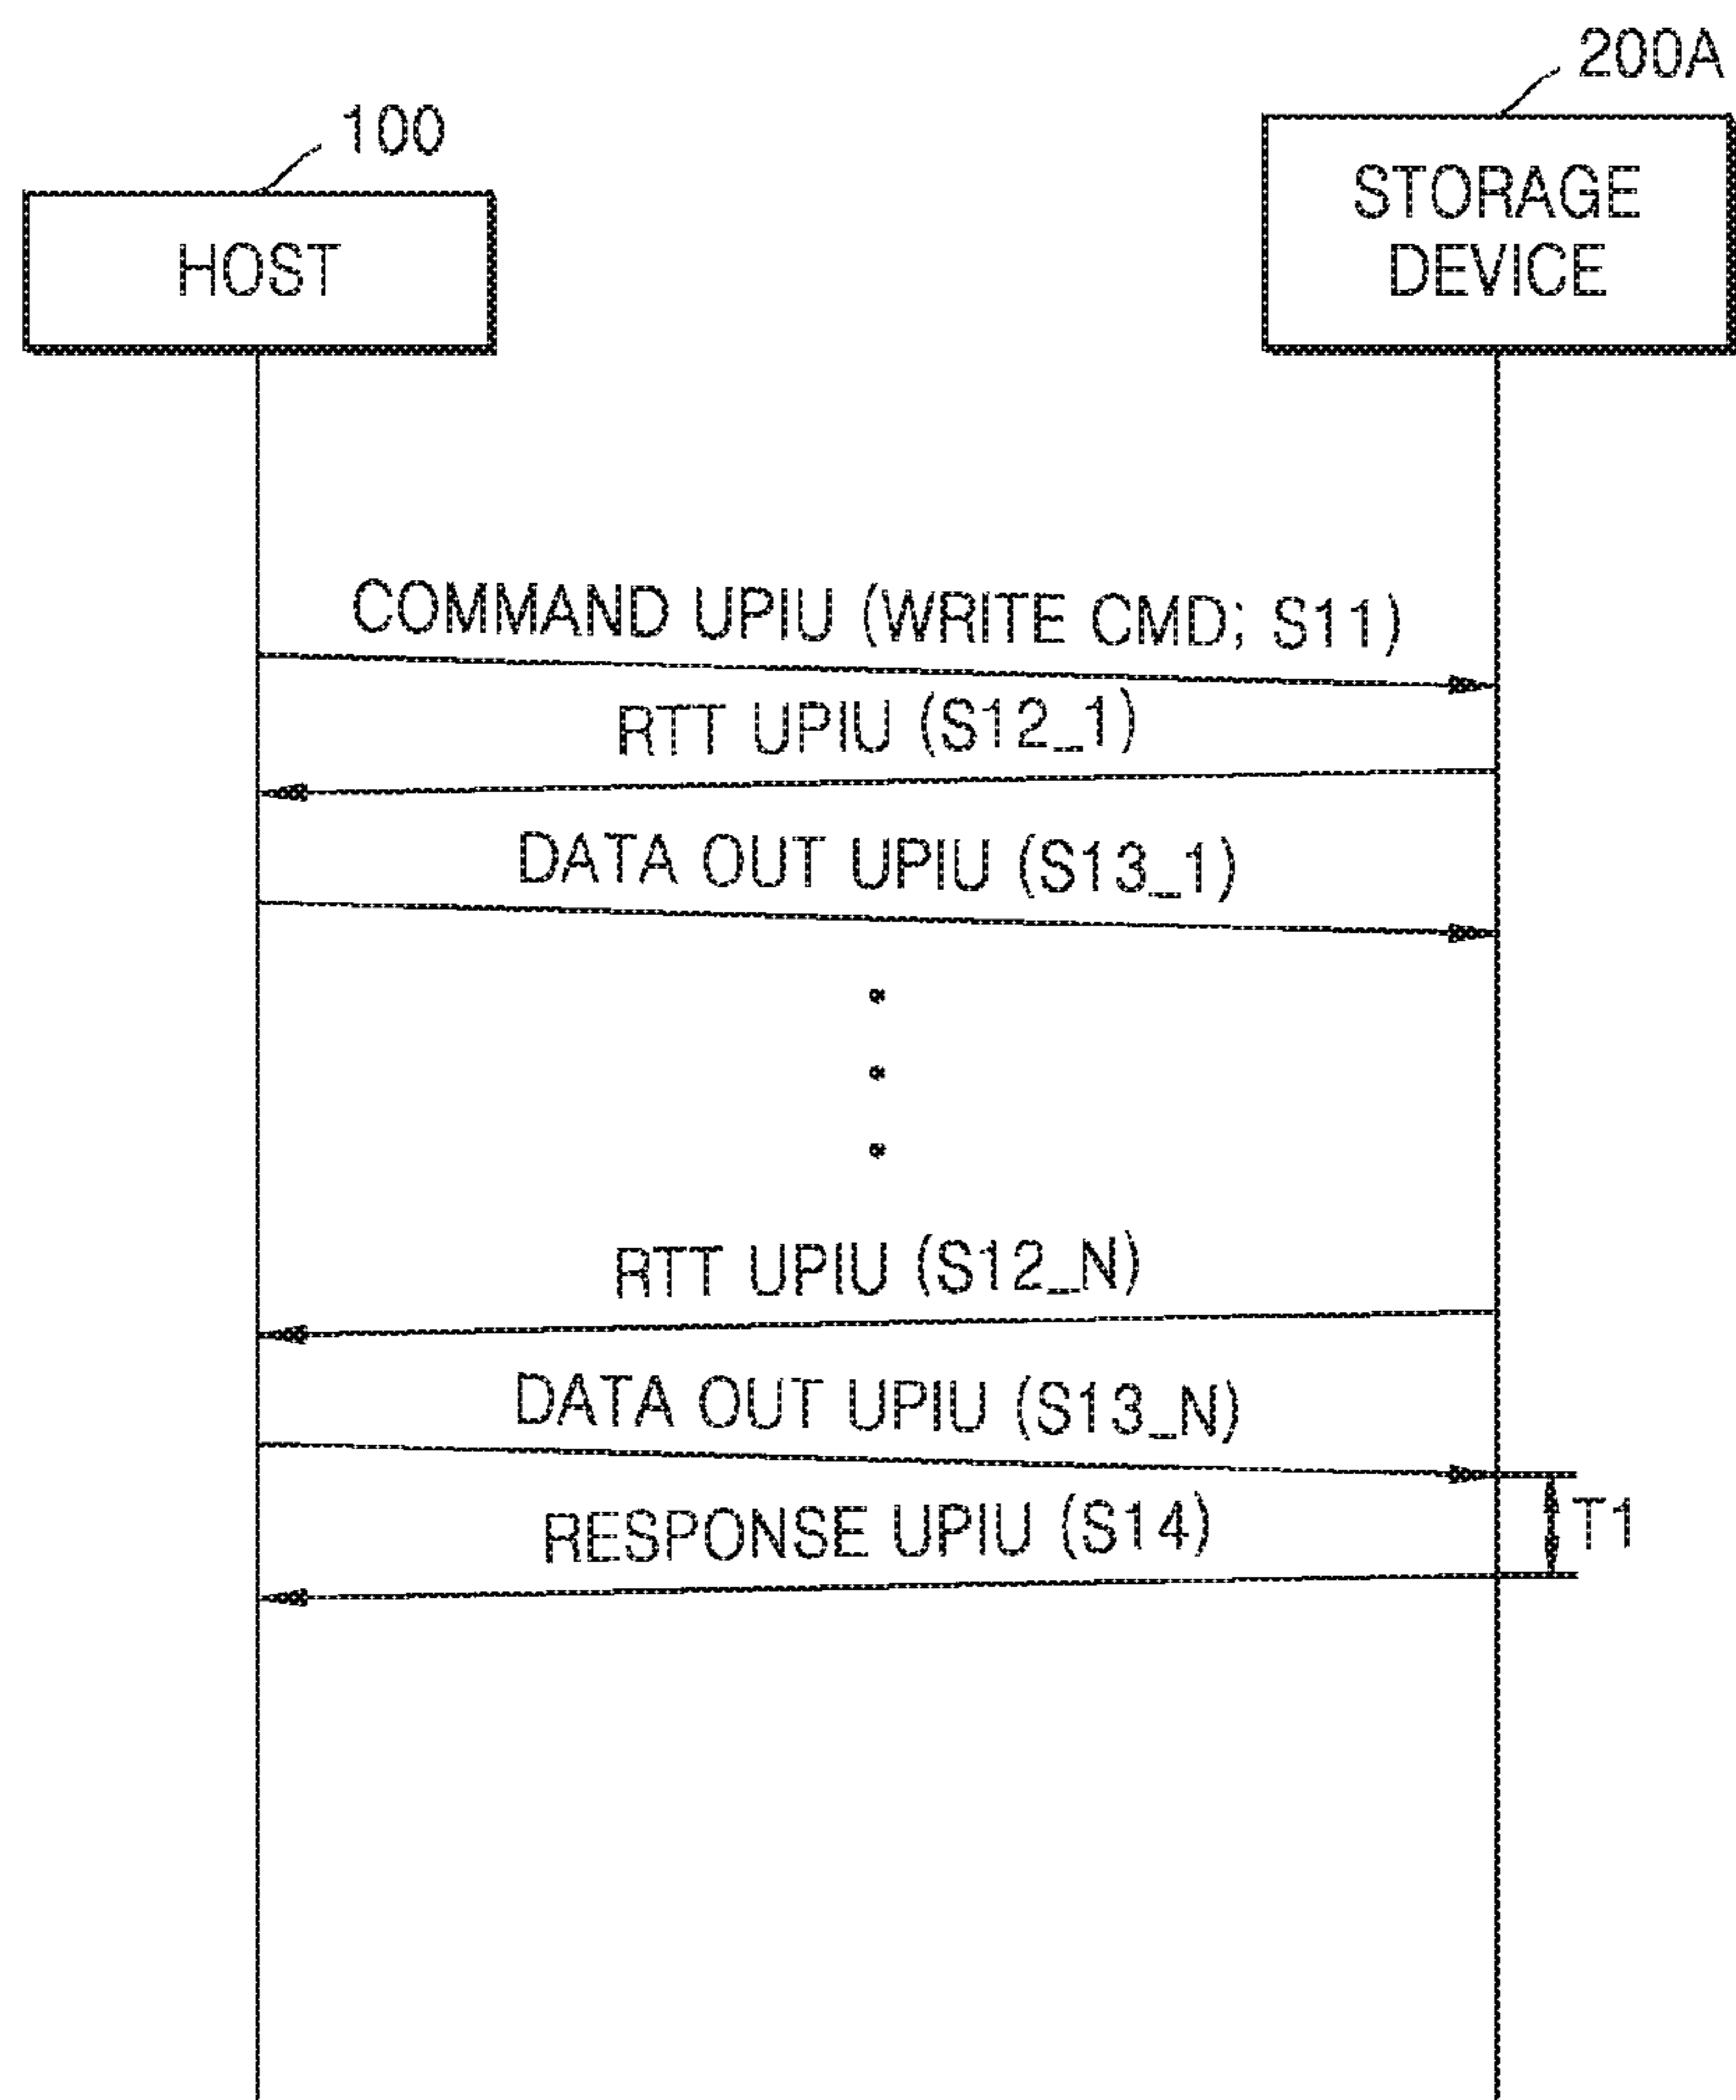 200A
100
STORAGE
DEVICE
HOST
COMMAND UPIU (WRITE CMD; S11)
RTT UPIU (S12_1)
DATA OUT UPIU (S13_1)
RTT UPIU (S12_N)
DATA OUT UPIU (S13_N)
RESPONSE UPIU (S14)
T1